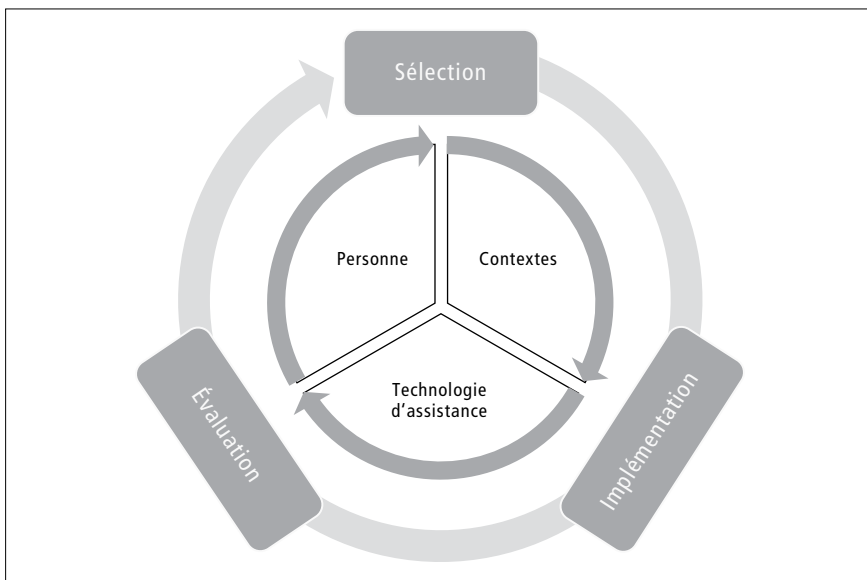 Sélection
Personne
Contextes
Technologie
d'assistance
Évaluation
Implémentation